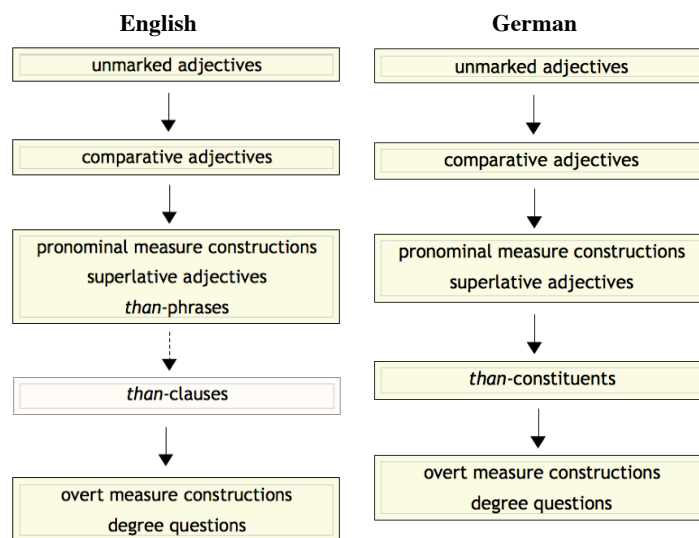 English
unmarked adjectives
comparative adjectives
pronominal measure constructions
superlative adjectives
than-phrases
than-clauses
overt measure constructions
degree questions
German
unmarked adjectives
comparative adjectives
pronominal measure constructions
superlative adjectives
than-constituents
overt measure constructions
degree questions